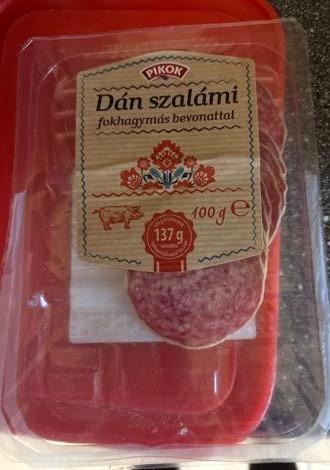 PIKOK
Dán szalámi
fokhagymás bevonattal
100 g e
137 g